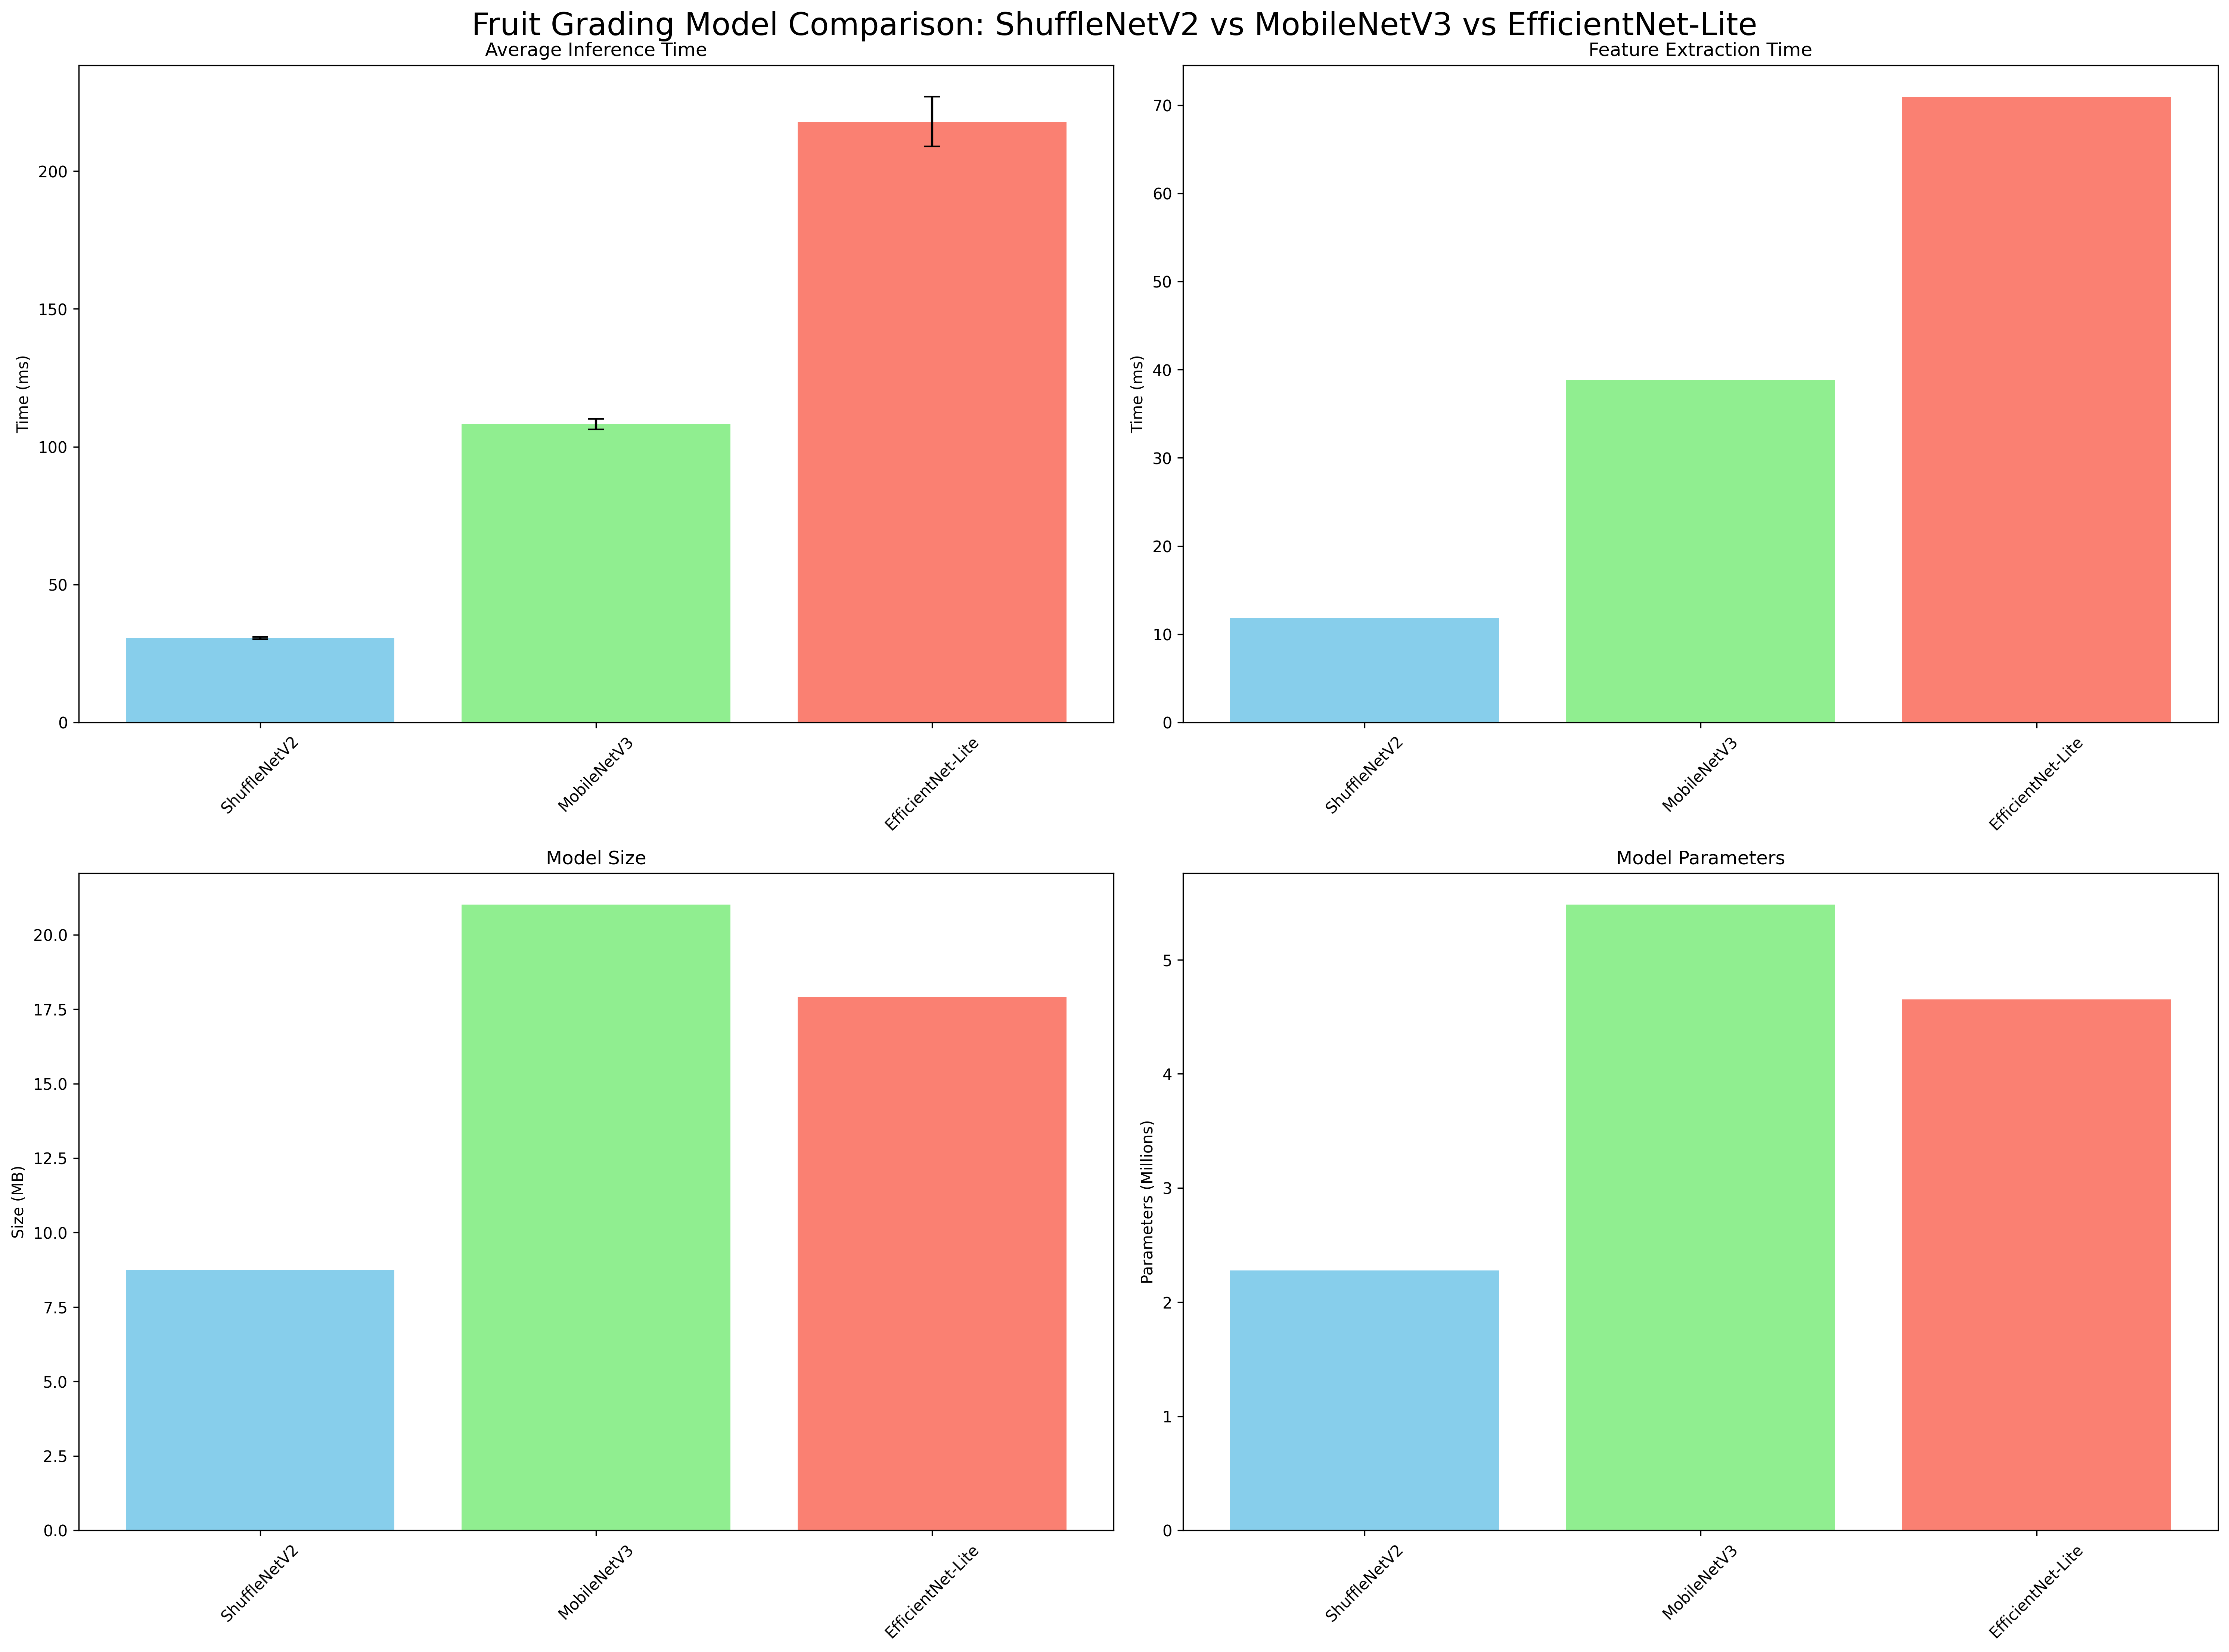 Fruit Grading Model Comparison: ShuffleNetV2 vs MobileNetV3 vs EfficientNet-Lite
Average Inference Time
Time (ms)
200
150
100
50
0
ShuffleNetV2
MobileNetV3
EfficientNet-Lite
Feature Extraction Time
Time (ms)
70
60
50
40
30
20
10
0
ShuffleNetV2
MobileNetV3
EfficientNet-Lite
Model Size
Size (MB)
20.0
17.5
15.0
12.5
10.0
7.5
5.0
2.5
0.0
ShuffleNetV2
MobileNetV3
EfficientNet-Lite
Model Parameters
Parameters (Millions)
5
4
3
2
1
0
ShuffleNetV2
MobileNetV3
EfficientNet-Lite